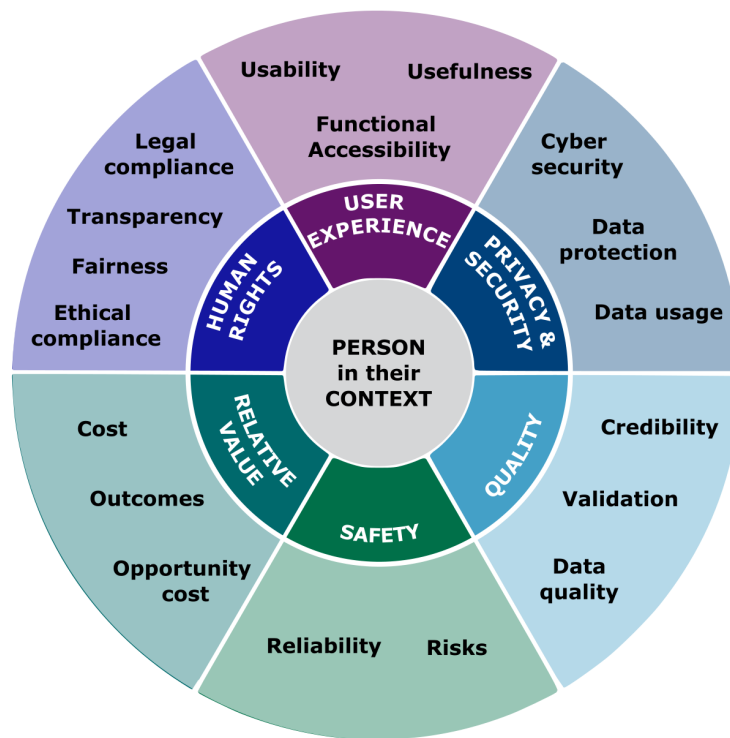 Usability
Usefulness
Functional
Accessibility
USER
EXPERIENCE
Cyber
security
Data
protection
Data usage
PRIVACY &
SECURITY
Credibility
Validation
Data
quality
QUALITY
Reliability
Risks
SAFETY
Cost
Outcomes
Opportunity
cost
RELATIVE
VALUE
Legal
compliance
Transparency
Fairness
Ethical
compliance
HUMAN
RIGHTS
PERSON
in their
CONTEXT